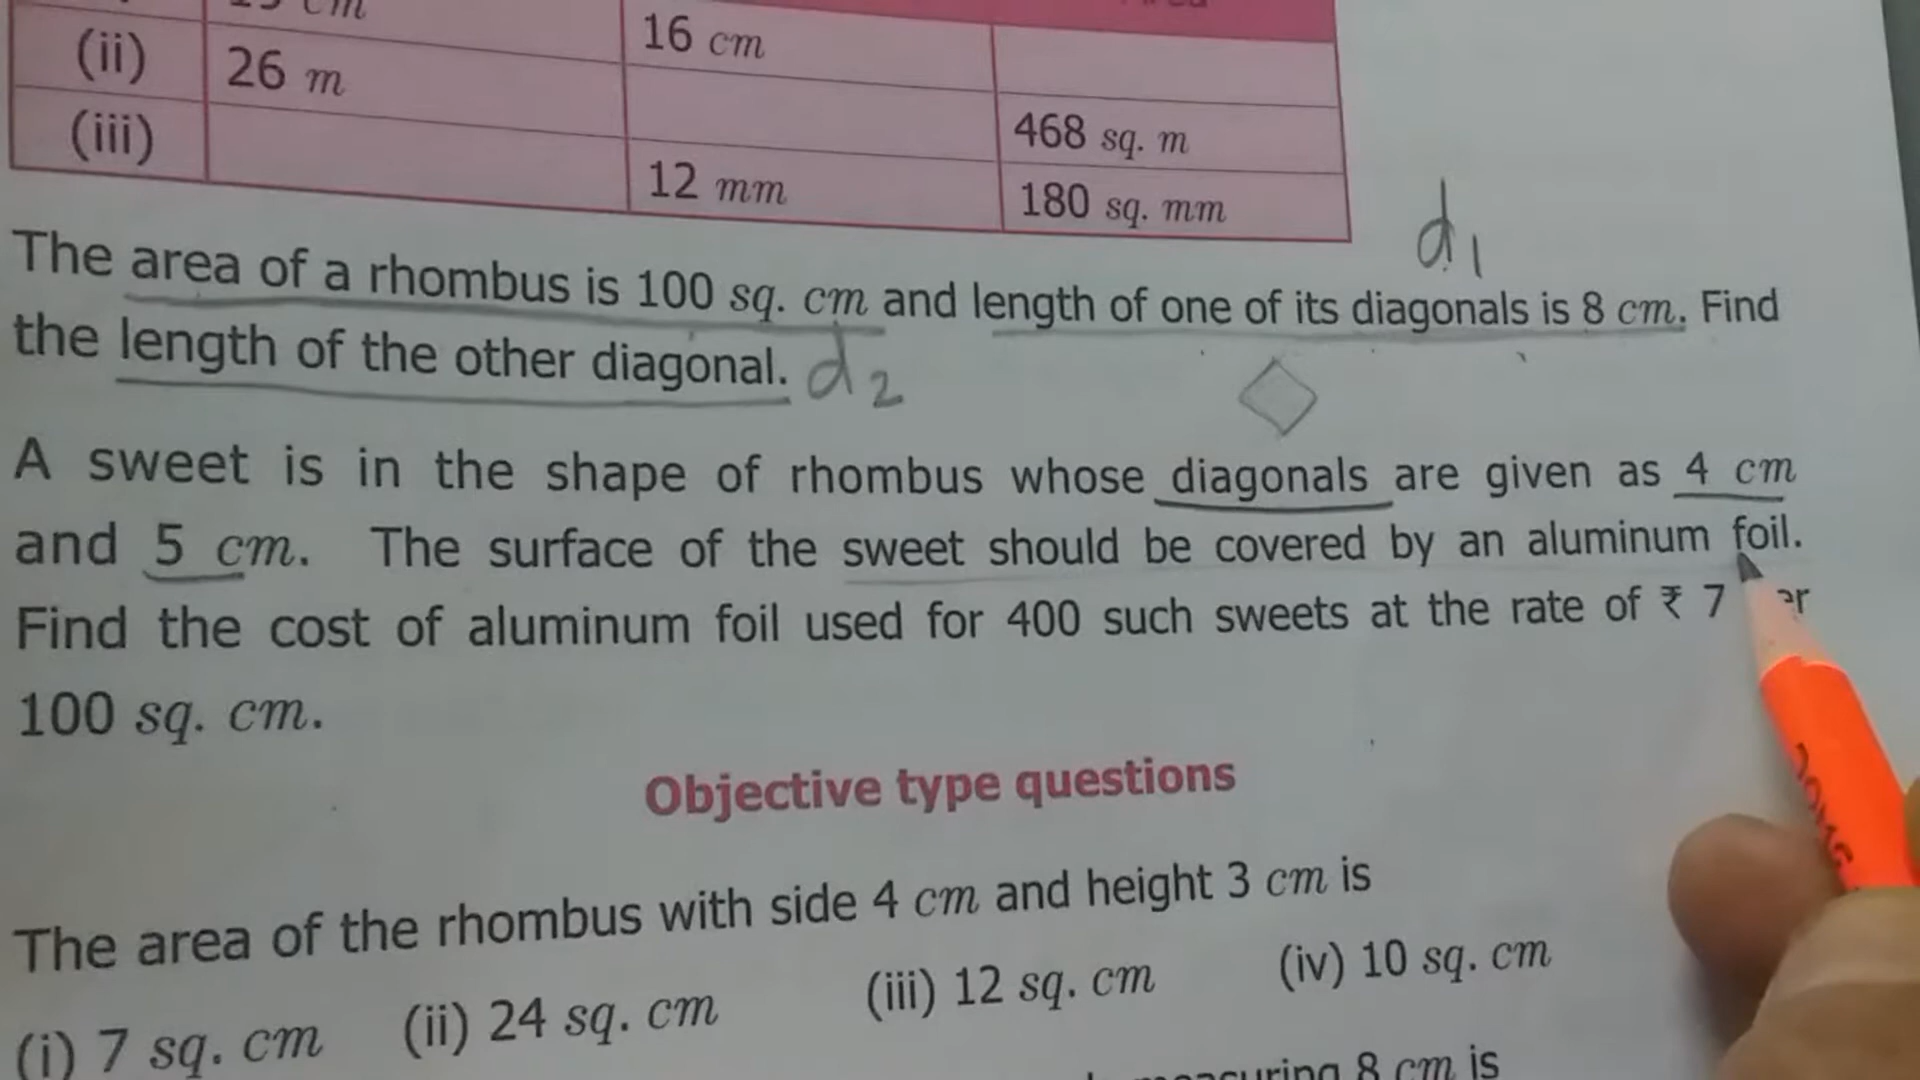 cm
(ii) 26 m 16 cm
(iii) 468 sq. m
12 mm 180 sq. mm
d1
The area of a rhombus is 100 sq. cm and length of one of its diagonals is 8 cm. Find
the length of the other diagonal. d2
A sweet is in the shape of rhombus whose diagonals are given as 4 cm
and 5 cm. The surface of the sweet should be covered by an aluminum foil.
Find the cost of aluminum foil used for 400 such sweets at the rate of ₹ 7
100 sq. cm.
Objective type questions
The area of the rhombus with side 4 cm and height 3 cm is
(i) 7 sq. cm (ii) 24 sq. cm (iii) 12 sq. cm (iv) 10 sq. cm
8 cm is